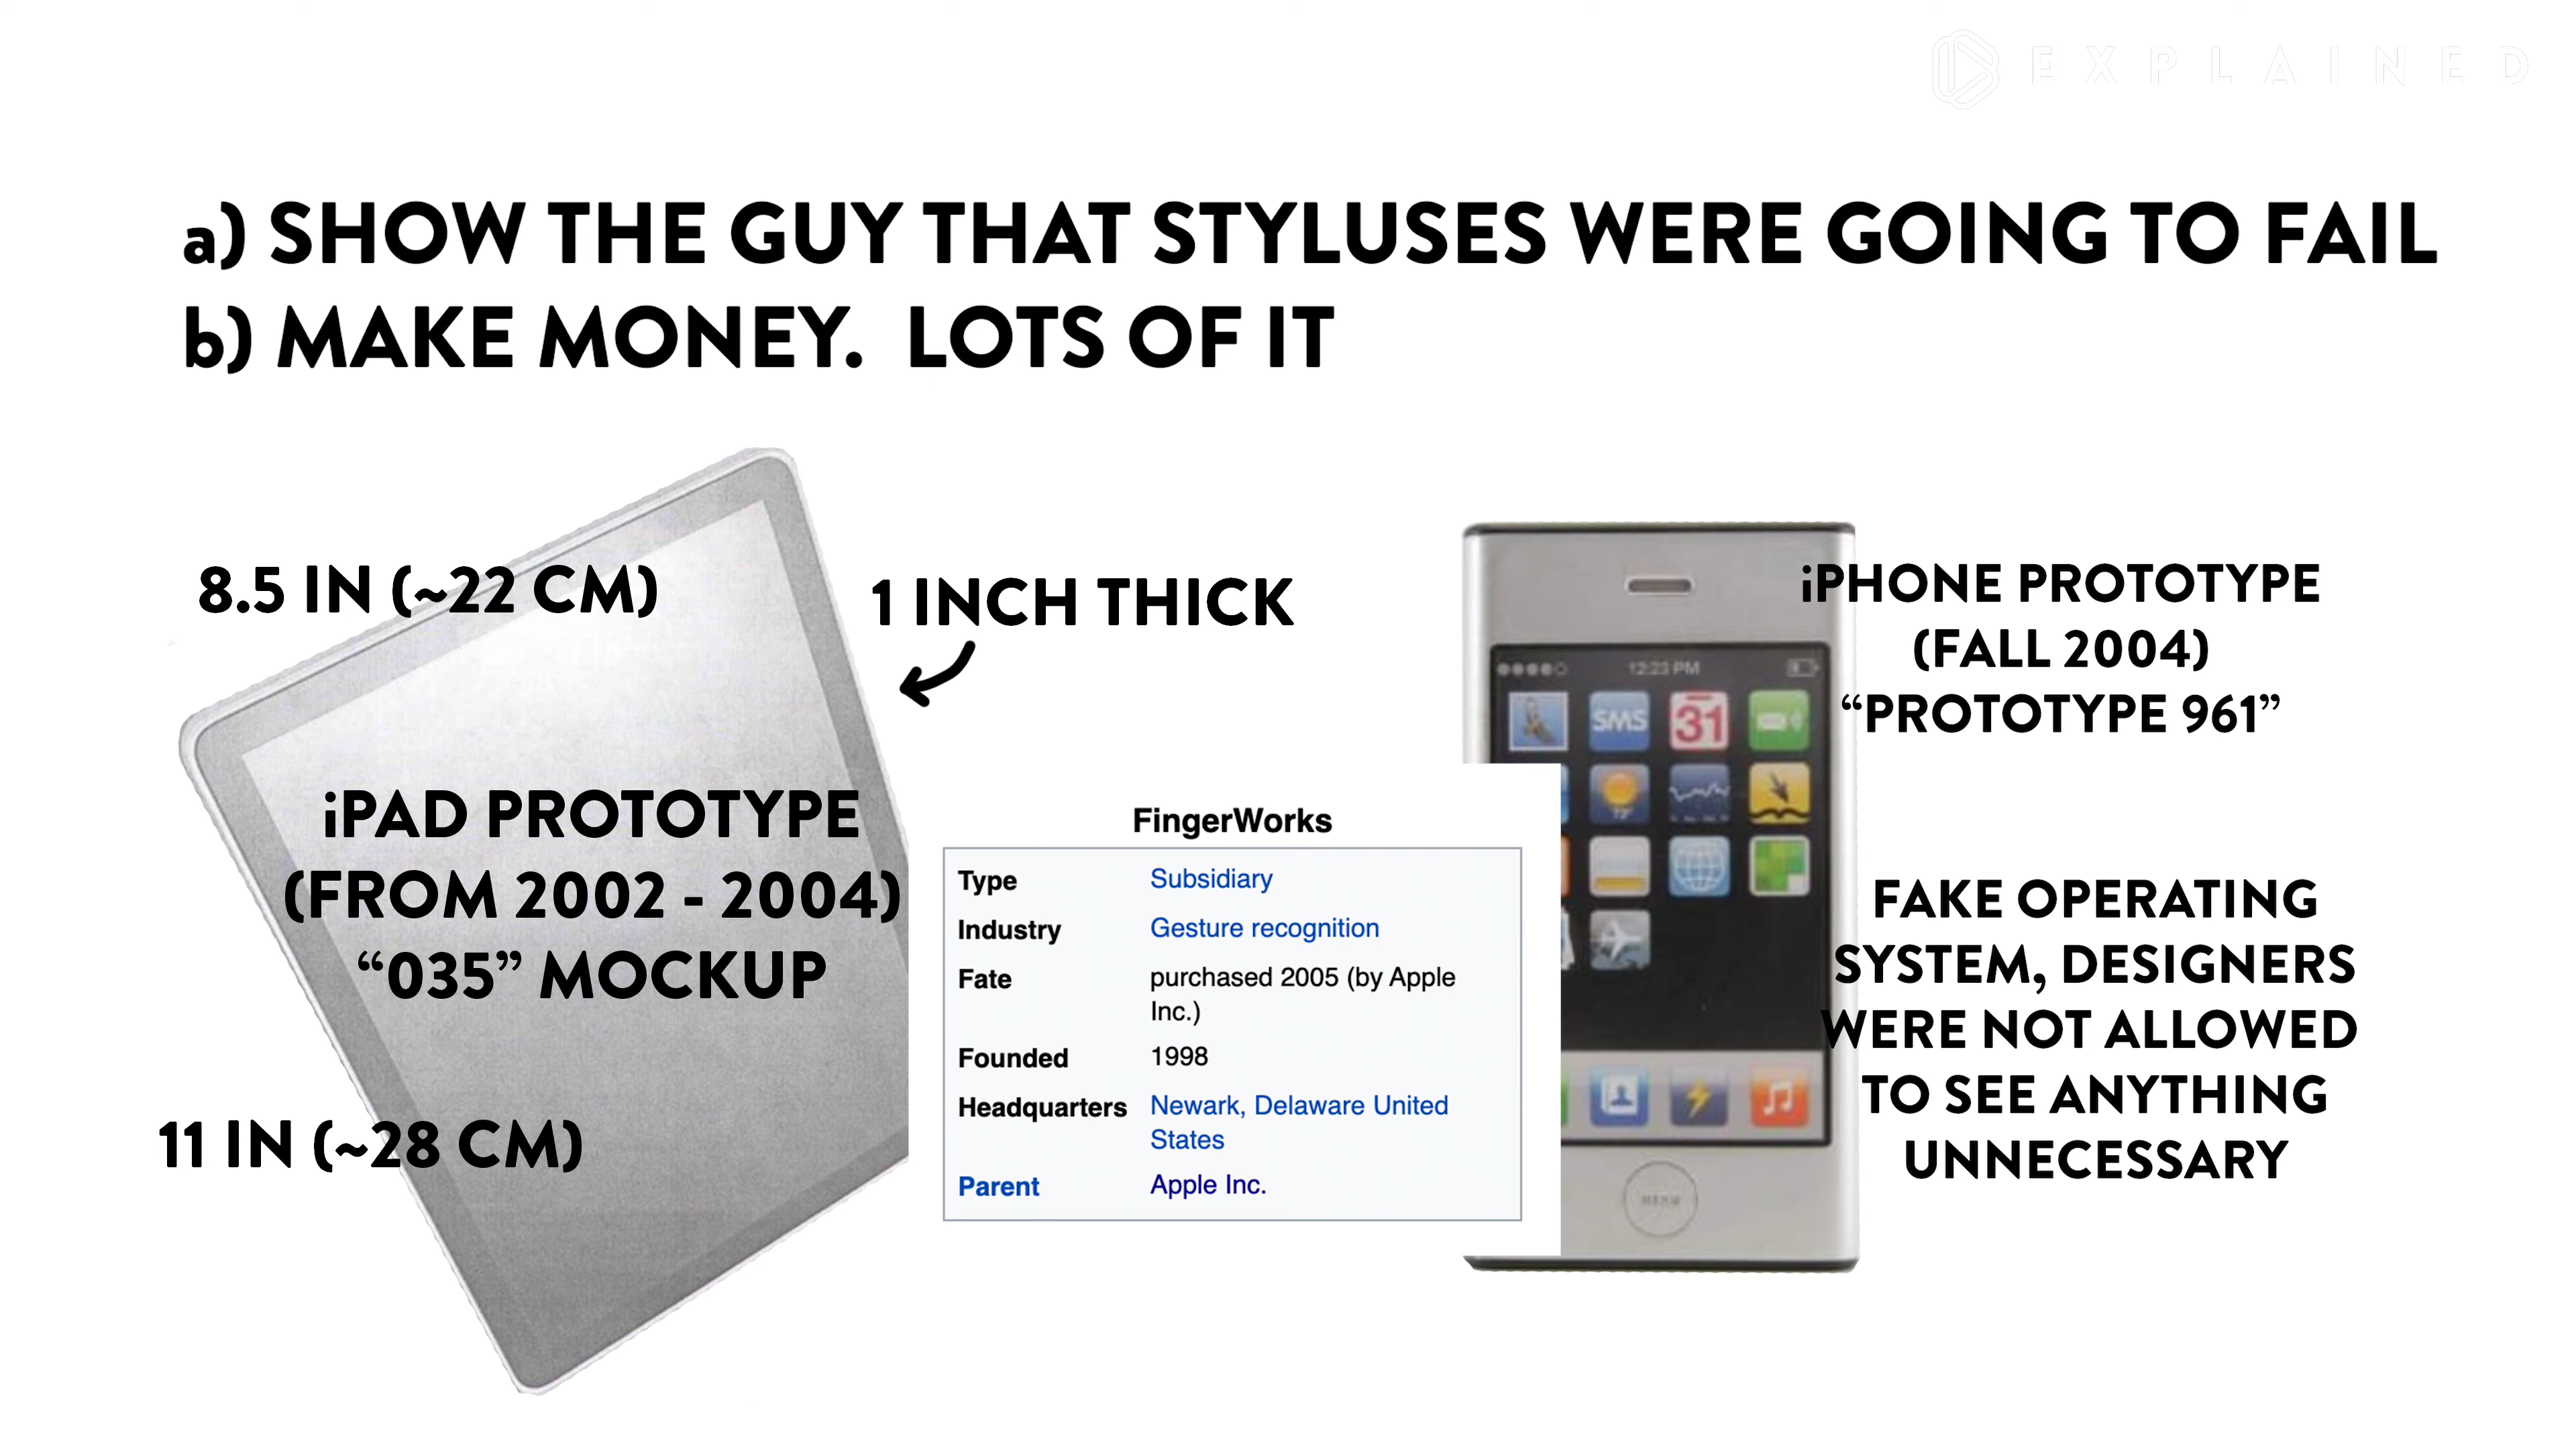 EXPLAINED
a) SHOW THE GUY THAT STYLUSES WERE GOING TO FAIL
b) MAKE MONEY.  LOTS OF IT
8.5 IN (~22 CM)
1 INCH THICK
iPAD PROTOTYPE
(FROM 2002 - 2004)
“035” MOCKUP
11 IN (~28 CM)
FingerWorks
Type Subsidiary
Industry Gesture recognition
Fate purchased 2005 (by Apple
Inc.)
Founded 1998
Headquarters Newark, Delaware United
States
Parent Apple Inc.
12:23 PM
SMS
31
MENU
iPHONE PROTOTYPE
(FALL 2004)
“PROTOTYPE 961”
FAKE OPERATING
SYSTEM, DESIGNERS
WERE NOT ALLOWED
TO SEE ANYTHING
UNNECESSARY